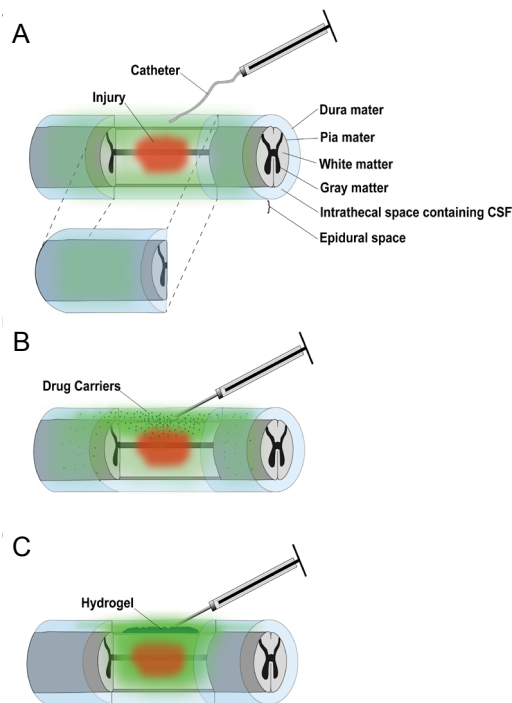 A
Catheter
Injury
Dura mater
Pia mater
White matter
Gray matter
Intrathecal space containing CSF
Epidural space
B
Drug Carriers
C
Hydrogel